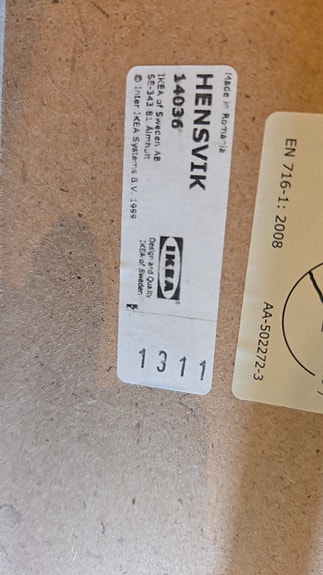 Made in Romania
HENSVIK
14036
IKEA of Sweden AB
SE-343 81 Älmhult
© Inter IKEA Systems B.V. 1999
IKEA
Design and Quality
IKEA of Sweden
1311
EN 716-1: 2008
AA-502272-3